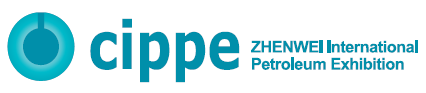 cippe
ZHENWEI International
Petroleum Exhibition